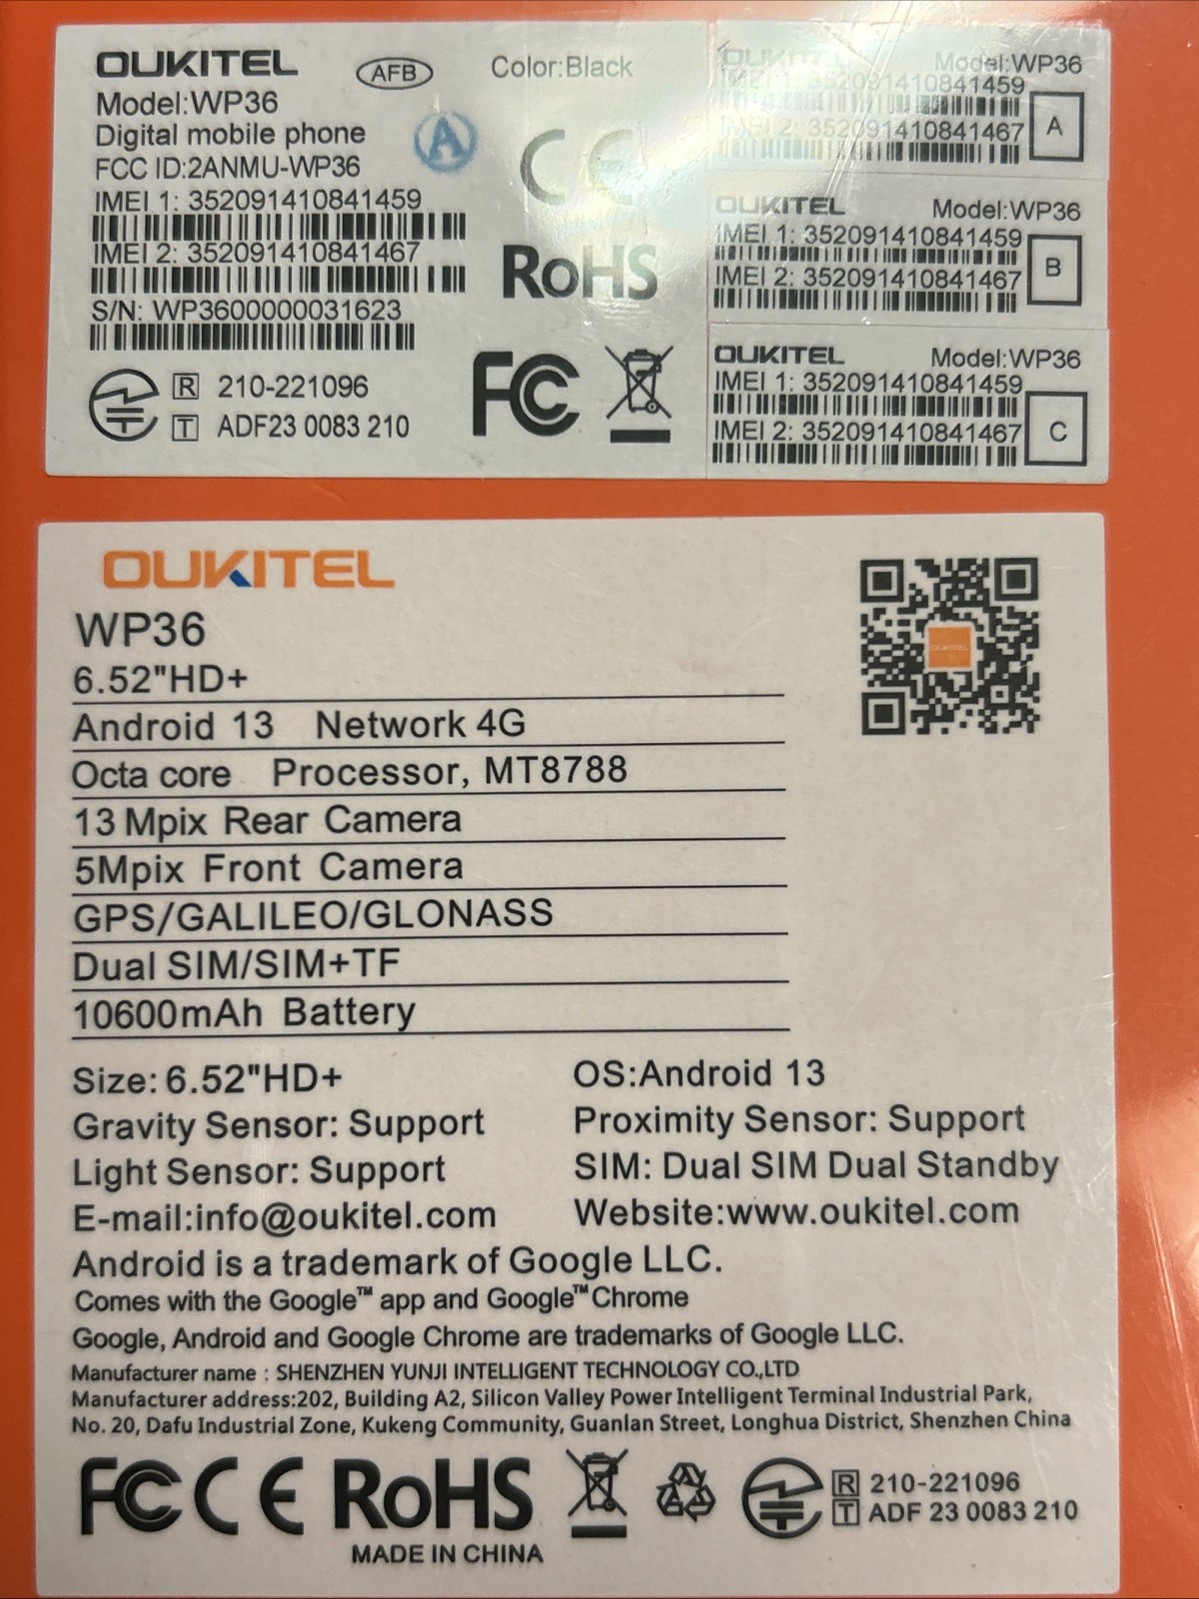 OUKITEL
AFB
Color:Black
Model:WP36
Digital mobile phone
A
CE
FCC ID:2ANMU-WP36
IMEI 1: 352091410841459
IMEI 2: 352091410841467
RoHS
S/N: WP3600000031623
FC
R 210-221096
T ADF23 0083 210
OUKITEL Model:WP36
IMEI 1: 352091410841459
IMEI 2: 352091410841467
A
OUKITEL Model:WP36
IMEI 1: 352091410841459
IMEI 2: 352091410841467
B
OUKITEL Model:WP36
IMEI 1: 352091410841459
IMEI 2: 352091410841467
C
OUKITEL
OUKITEL
WP36
6.52"HD+
Android 13 Network 4G
Octa core Processor, MT8788
13 Mpix Rear Camera
5Mpix Front Camera
GPS/GALILEO/GLONASS
Dual SIM/SIM+TF
10600mAh Battery
Size: 6.52"HD+ OS:Android 13
Gravity Sensor: Support Proximity Sensor: Support
Light Sensor: Support SIM: Dual SIM Dual Standby
E-mail:info@oukitel.com Website:www.oukitel.com
Android is a trademark of Google LLC.
Comes with the Google™ app and Google™ Chrome
Google, Android and Google Chrome are trademarks of Google LLC.
Manufacturer name : SHENZHEN YUNJI INTELLIGENT TECHNOLOGY CO.,LTD
Manufacturer address:202, Building A2, Silicon Valley Power Intelligent Terminal Industrial Park,
No. 20, Dafu Industrial Zone, Kukeng Community, Guanlan Street, Longhua District, Shenzhen China
FC CE RoHS R 210-221096
T ADF 23 0083 210
MADE IN CHINA